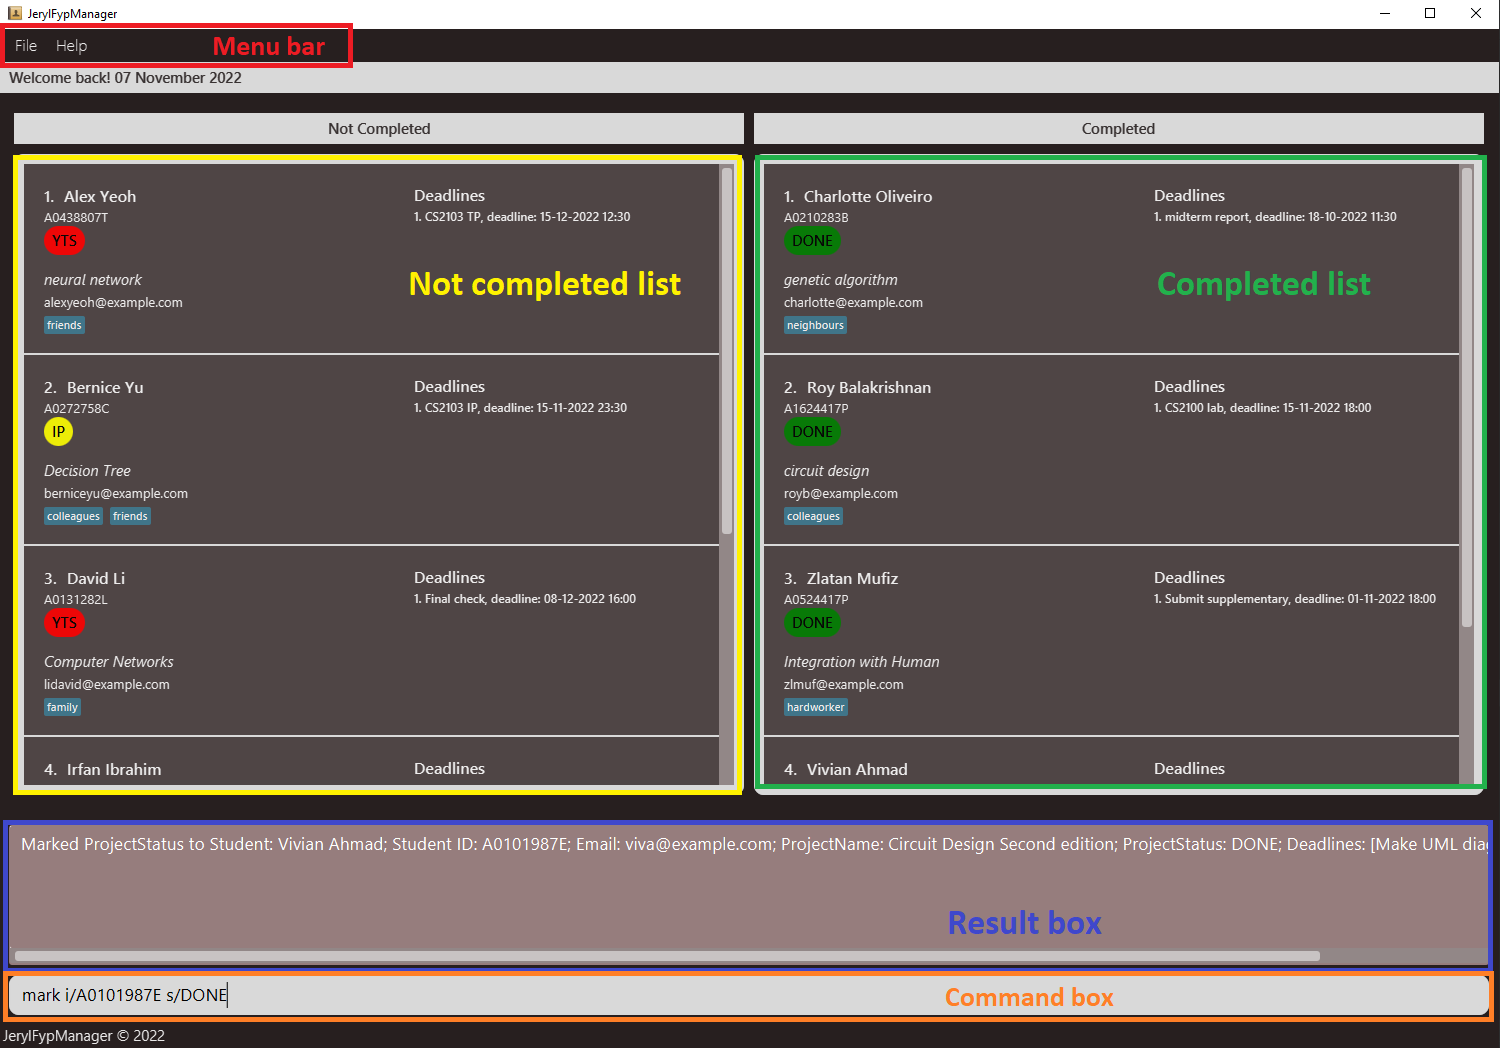 JerylFypManager
File Help Menu bar
Welcome back! 07 November 2022
Not Completed
1. Alex Yeoh
A0438807T
YTS
neural network
alexyeoh@example.com
friends
Deadlines
1. CS2103 TP, deadline: 15-12-2022 12:30
Not completed list
2. Bernice Yu
A0272758C
IP
Decision Tree
berniceyu@example.com
colleagues friends
Deadlines
1. CS2103 IP, deadline: 15-11-2022 23:30
3. David Li
A0131282L
YTS
Computer Networks
lidavid@example.com
family
Deadlines
1. Final check, deadline: 08-12-2022 16:00
4. Irfan Ibrahim
Deadlines
Completed
1. Charlotte Oliveiro
A0210283B
DONE
genetic algorithm
charlotte@example.com
neighbours
Deadlines
1. midterm report, deadline: 18-10-2022 11:30
Completed list
2. Roy Balakrishnan
A1624417P
DONE
circuit design
royb@example.com
colleagues
Deadlines
1. CS2100 lab, deadline: 15-11-2022 18:00
3. Zlatan Mufiz
A0524417P
DONE
Integration with Human
zlmuf@example.com
hardworker
Deadlines
1. Submit supplementary, deadline: 01-11-2022 18:00
4. Vivian Ahmad
Deadlines
Marked ProjectStatus to Student: Vivian Ahmad; Student ID: A0101987E; Email: viva@example.com; ProjectName: Circuit Design Second edition; ProjectStatus: DONE; Deadlines: [Make UML
Result box
mark i/A0101987E s/DONE
Command box
JerylFypManager © 2022